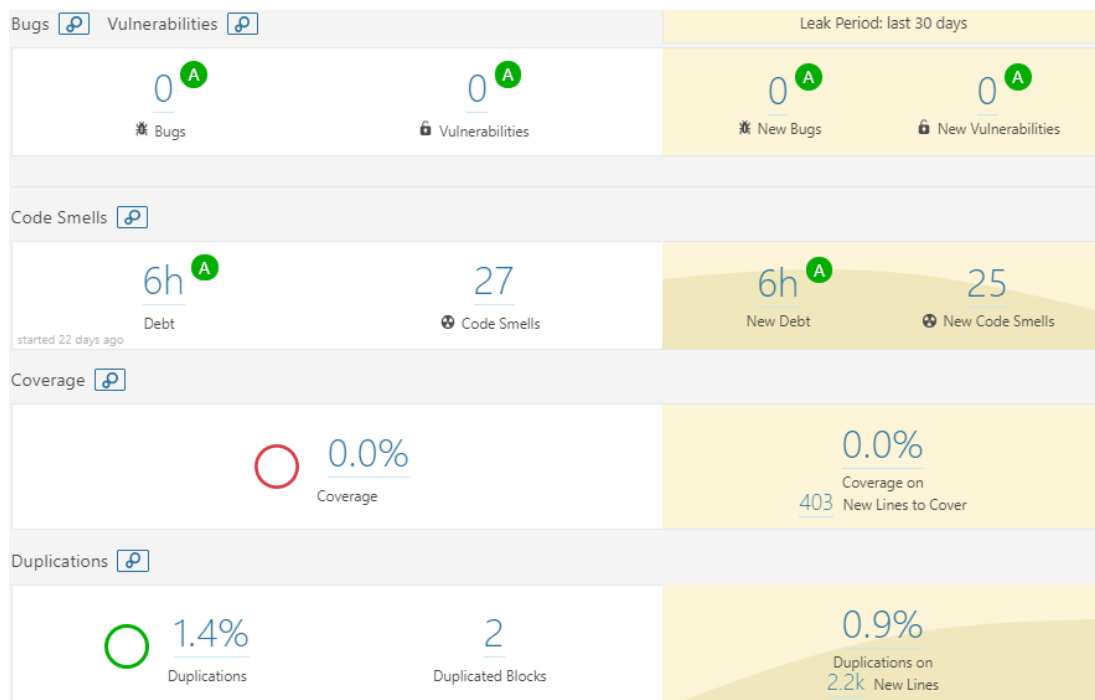 Bugs Vulnerabilities Leak Period: last 30 days
0 A 0 A 0 A 0 A
Bugs Vulnerabilities New Bugs New Vulnerabilities
Code Smells
6h A 27 6h A 25
Debt Code Smells New Debt New Code Smells
started 22 days ago
Coverage
0.0% 0.0%
Coverage Coverage on
403 New Lines to Cover
Duplications
1.4% 2 0.9%
Duplications Duplicated Blocks Duplications on
2.2k New Lines